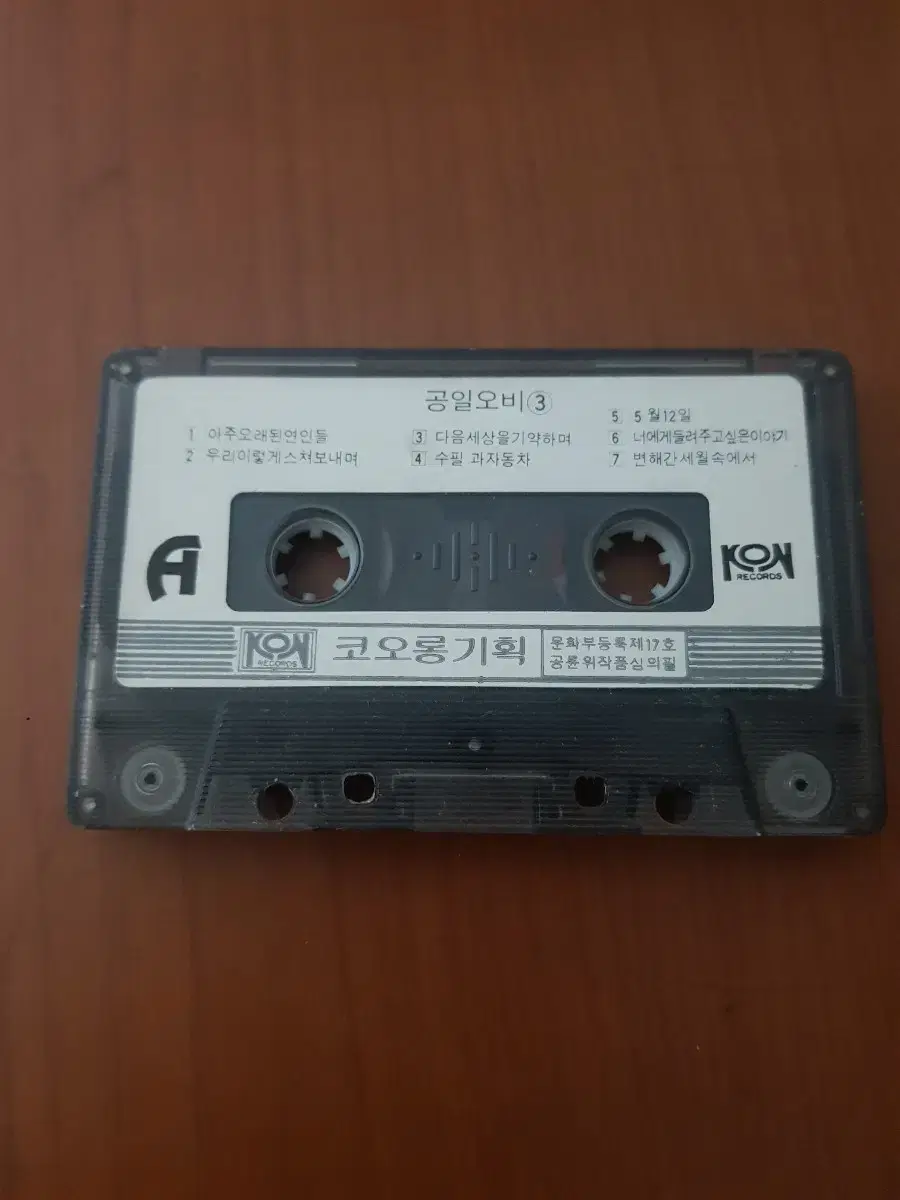 공일오비③
1 아주오래된연인들
2 우리이렇게스쳐보내며
3 다음세상을기약하며
4 수필 과자동차
5 5월12일
6 너에게들려주고싶은이야기
7 변해간세월속에서
A
KON
RECORDS
KON
RECORDS
코오롱기획
문화부등록제17호
공륜위작품심의필